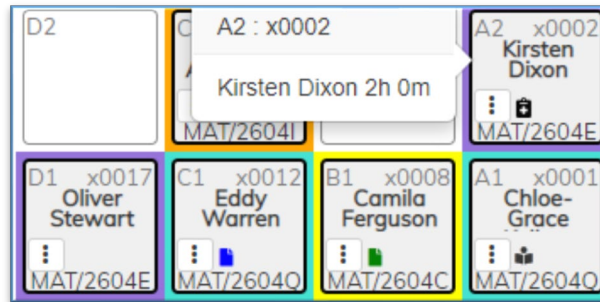 D2
C
A2 : x0002
Kirsten Dixon 2h 0m
MAT/2604I
A2 x0002
Kirsten
Dixon
MAT/2604E
D1 x0017
Oliver
Stewart
MAT/2604E
C1 x0012
Eddy
Warren
MAT/2604Q
B1 x0008
Camila
Ferguson
MAT/2604C
A1 x0001
Chloe-
Grace
MAT/2604Q